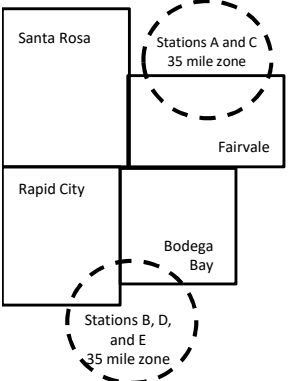 Santa Rosa
Stations A and C
35 mile zone
Fairvale
Rapid City
Bodega
Bay
Stations B, D,
and E
35 mile zone